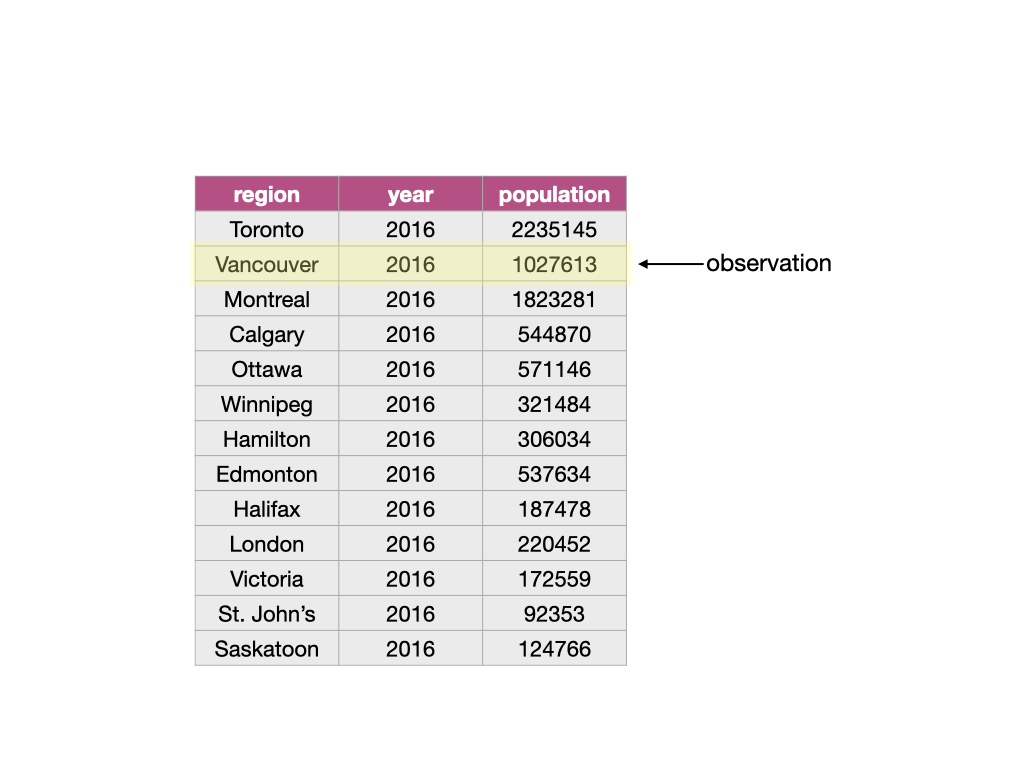 region year population
Toronto 2016 2235145
Vancouver 2016 1027613 observation
Montreal 2016 1823281
Calgary 2016 544870
Ottawa 2016 571146
Winnipeg 2016 321484
Hamilton 2016 306034
Edmonton 2016 537634
Halifax 2016 187478
London 2016 220452
Victoria 2016 172559
St. John’s 2016 92353
Saskatoon 2016 124766